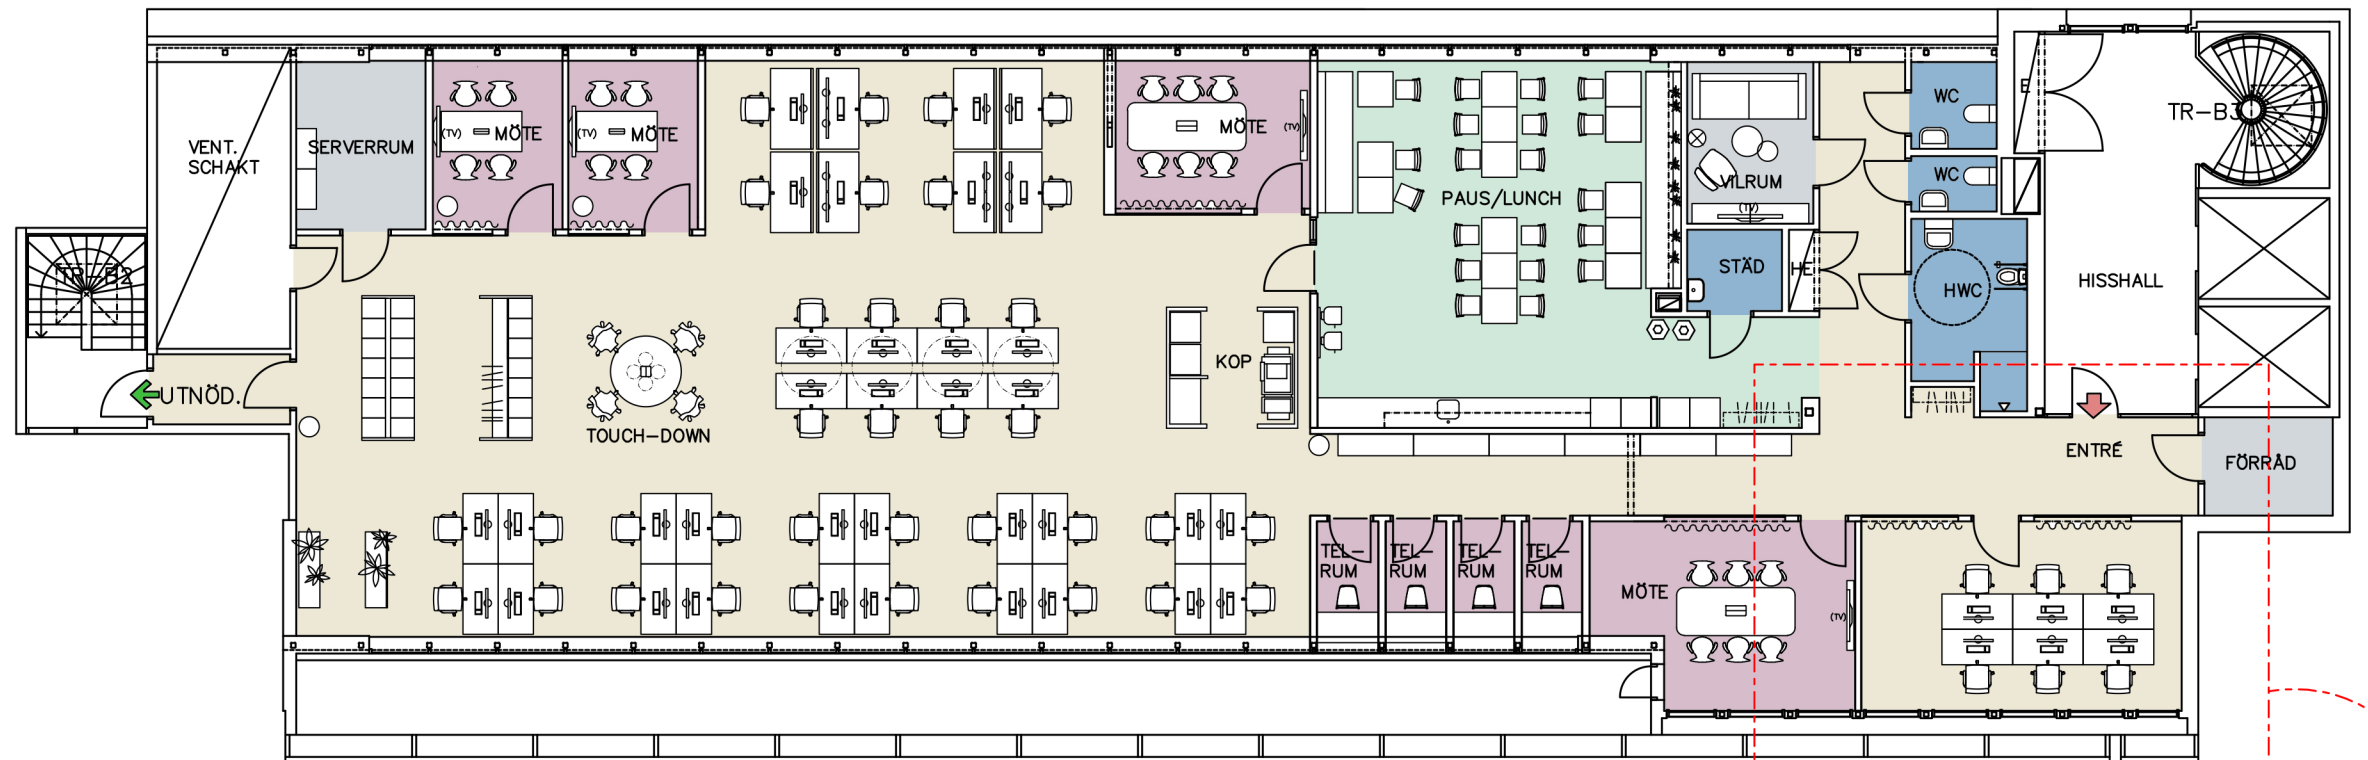 VENT.
SCHAKT
SERVERRUM
(TV)
MÖTE
(TV)
MÖTE
MÖTE
(TV)
PAUS/LUNCH
VILRUM
(TV)
WC
WC
TR-B3
TR-B2
STÄD
HE
HWC
HISSHALL
E
UTNÖD.
TOUCH-DOWN
KOP
ENTRÉ
FÖRRÅD
TEL-
RUM
TEL-
RUM
TEL-
RUM
TEL-
RUM
MÖTE
(TV)